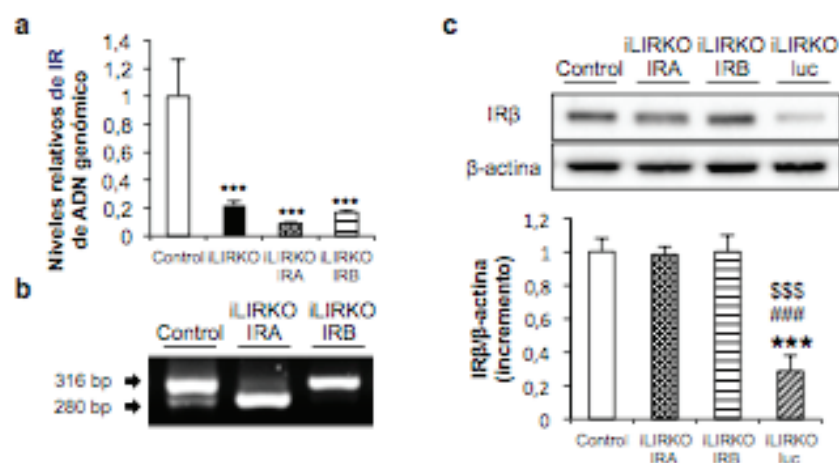 a
Niveles relativos de IR
de ADN genómico
1,4
1,2
1
0,8
0,6
0,4
0,2
0
***
***
***
Control iLIRKO iLIRKO iLIRKO
IRA IRB
b
iLIRKO iLIRKO
Control IRA IRB
316 bp
280 bp
c
iLIRKO iLIRKO iLIRKO
Control IRA IRB luc
IRβ
β-actina
IRβ/β-actina
(incremento)
1,2
1
0,8
0,6
0,4
0,2
0
$$$
###
***
Control iLIRKO iLIRKO iLIRKO
IRA IRB luc